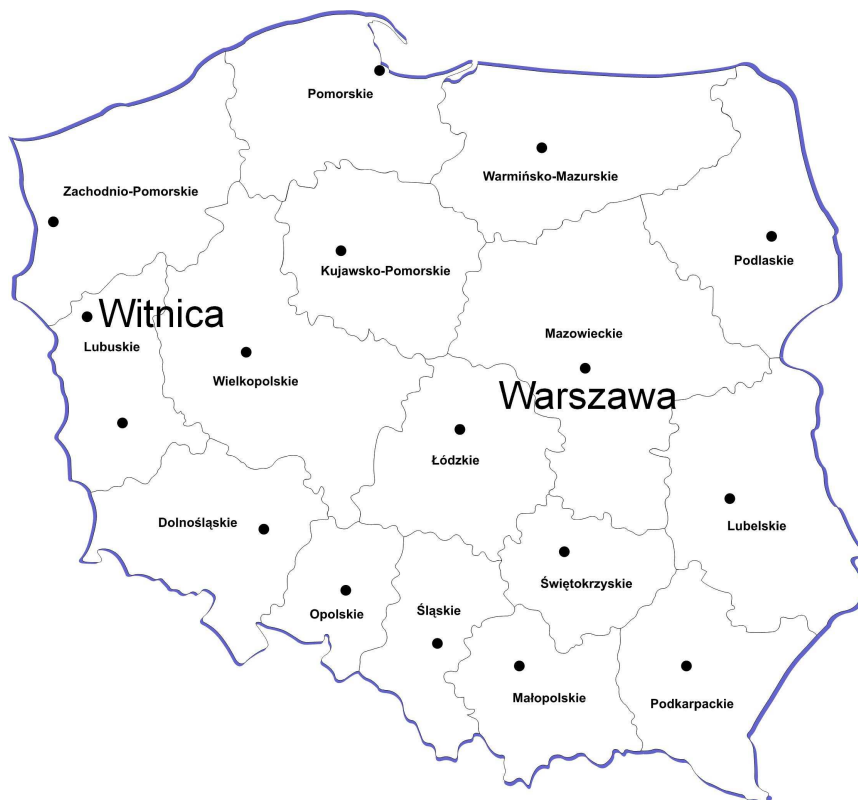 Pomorskie
Warmińsko-Mazurskie
Zachodnio-Pomorskie
Podlaskie
Kujawsko-Pomorskie
Witnica
Mazowieckie
Lubuskie
Wielkopolskie
Warszawa
Łódzkie
Dolnośląskie
Lubelskie
Świętokrzyskie
Śląskie
Opolskie
Małopolskie
Podkarpackie